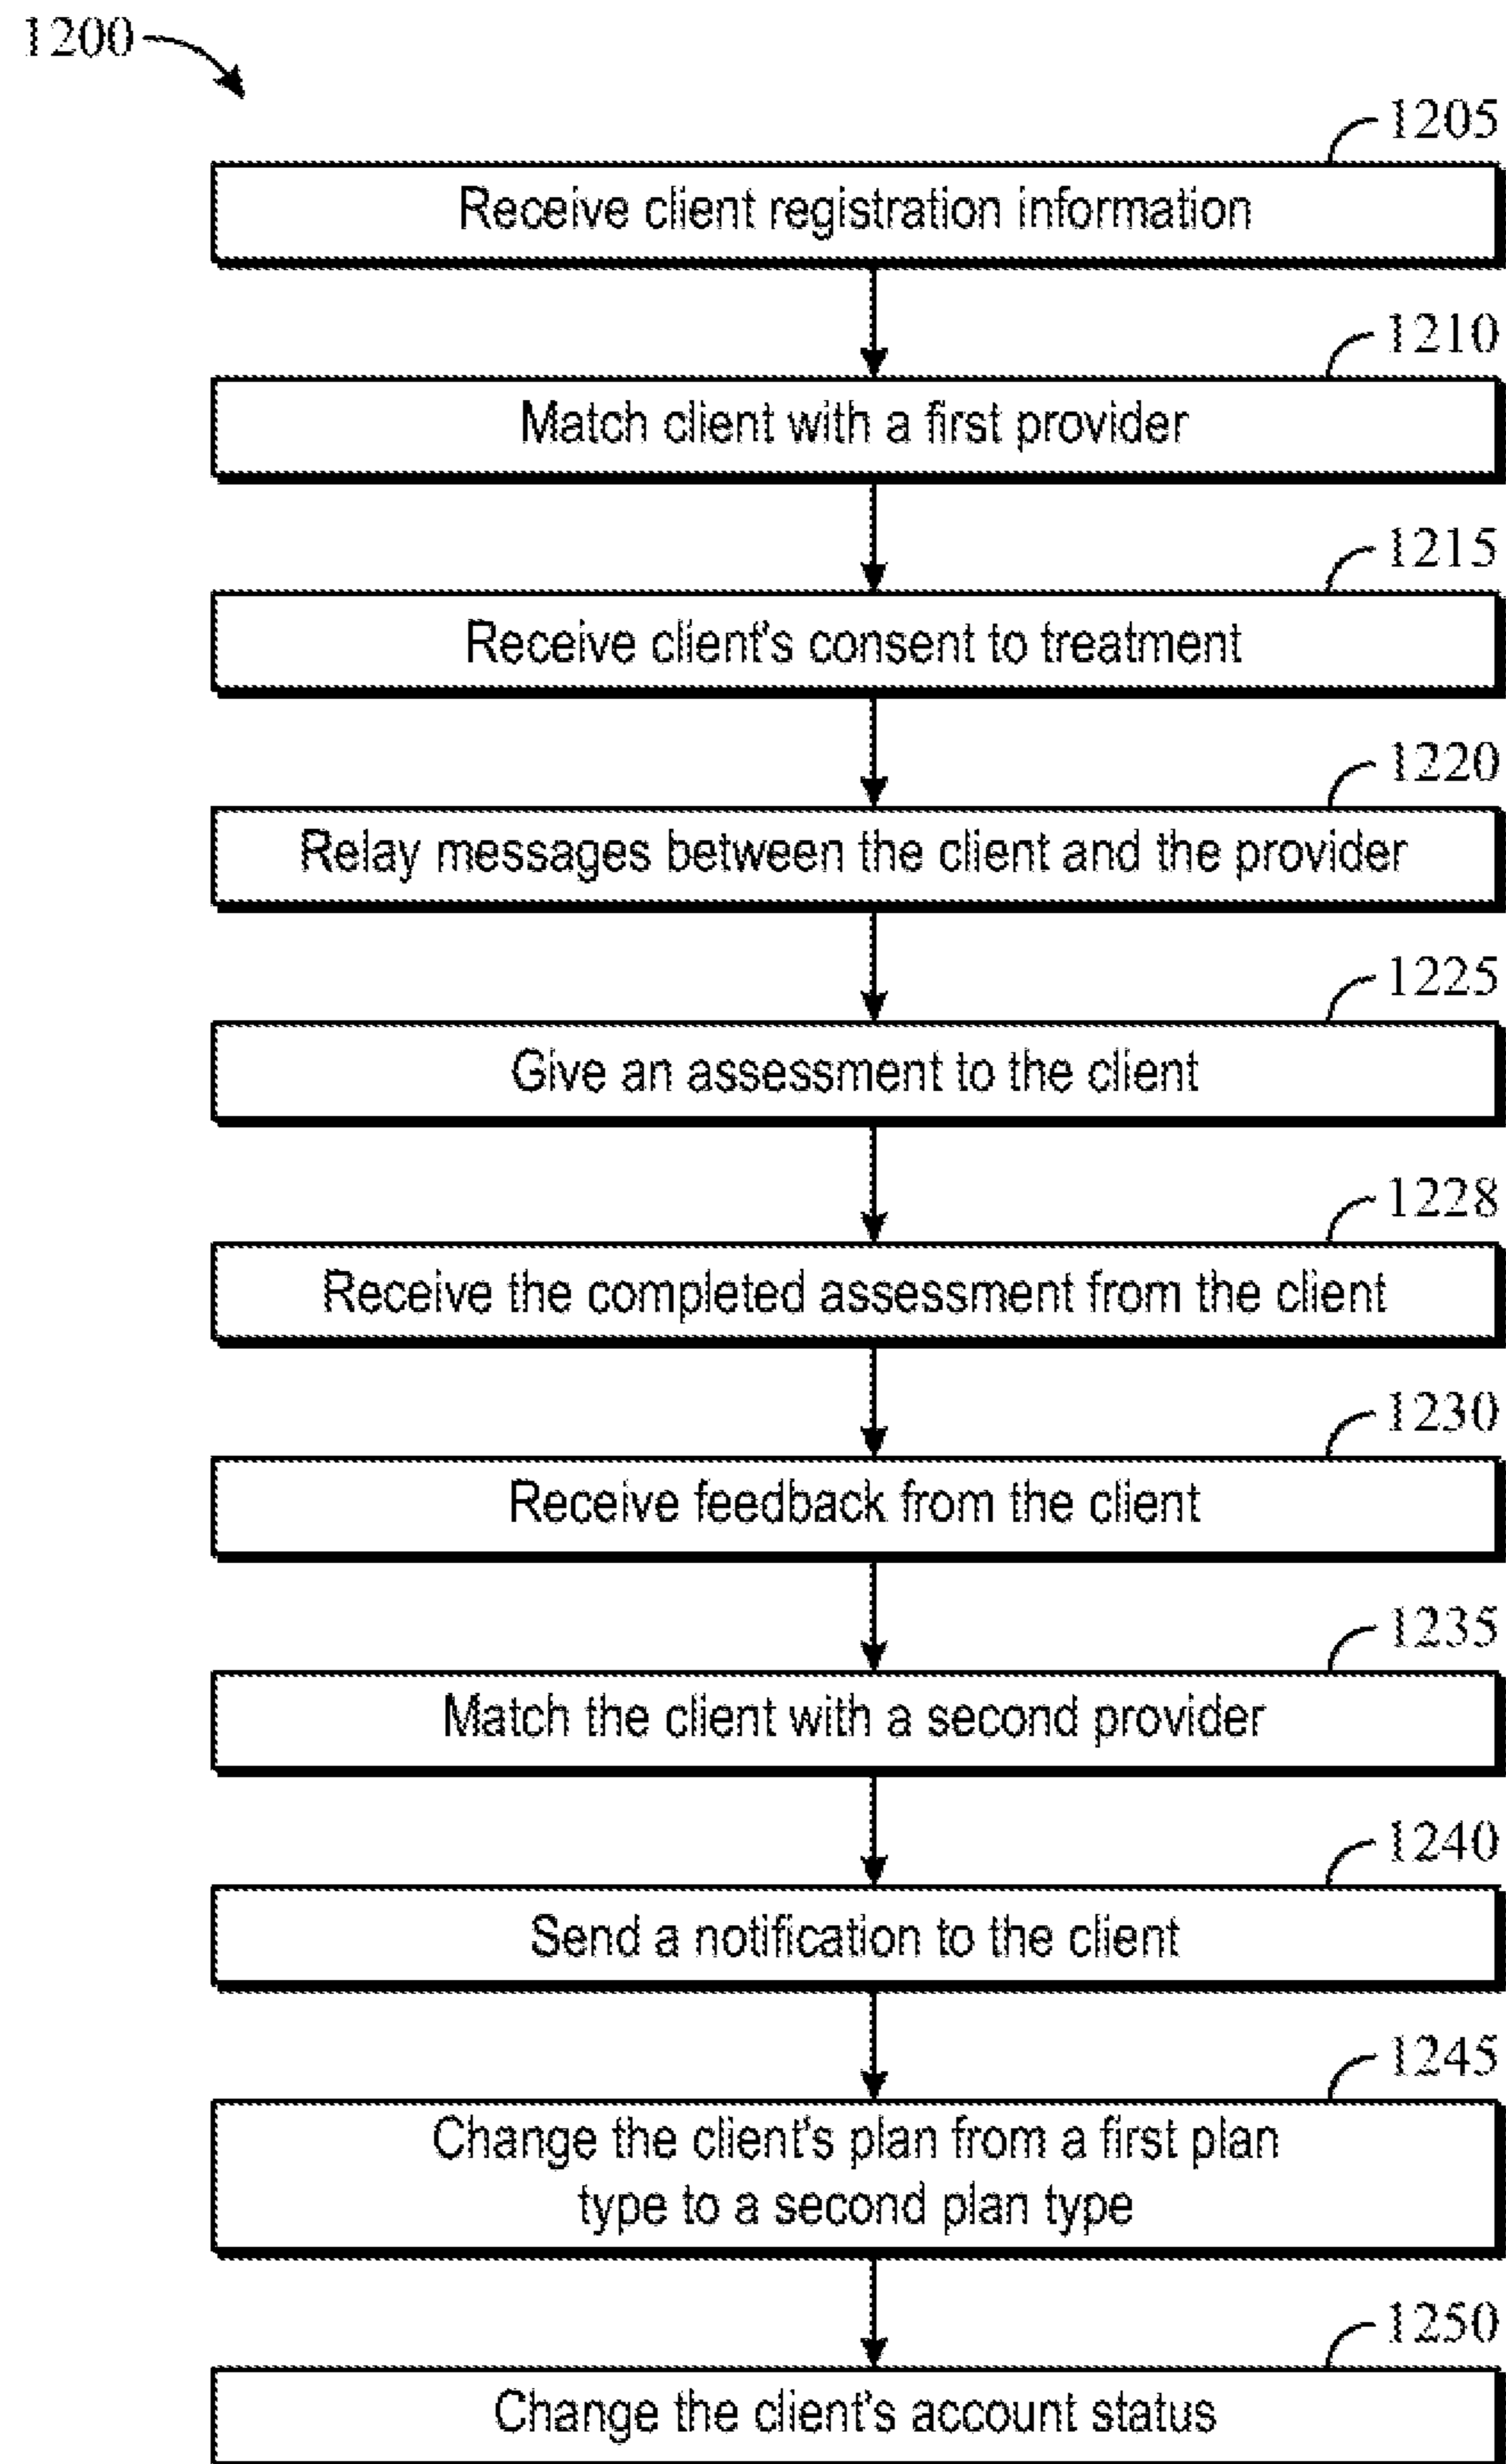 1200
1205
Receive client registration information
1210
Match client with a first provider
1215
Receive client's consent to treatment
1220
Relay messages between the client and the provider
1225
Give an assessment to the client
1228
Receive the completed assessment from the client
1230
Receive feedback from the client
1235
Match the client with a second provider
1240
Send a notification to the client
1245
Change the client's plan from a first plan
type to a second plan type
1250
Change the client's account status